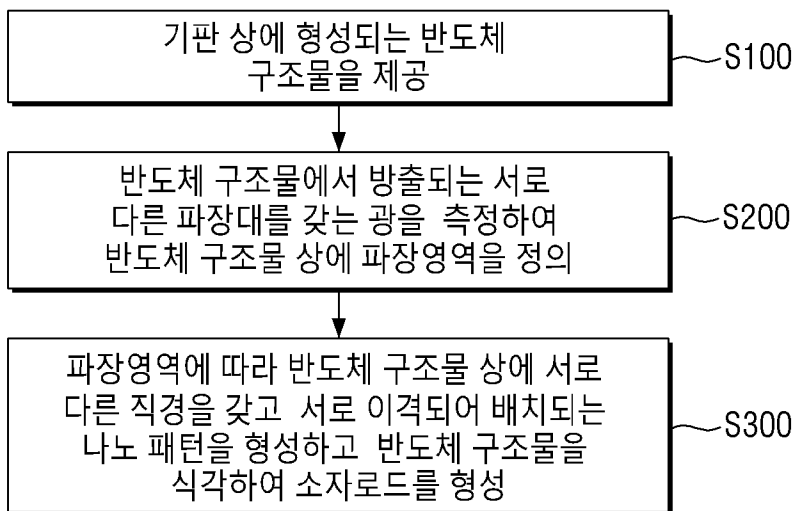 기판 상에 형성되는 반도체
구조물을 제공
S100
반도체 구조물에서 방출되는 서로
다른 파장대를 갖는 광을 측정하여
반도체 구조물 상에 파장영역을 정의
S200
파장영역에 따라 반도체 구조물 상에 서로
다른 직경을 갖고 서로 이격되어 배치되는
나노 패턴을 형성하고 반도체 구조물을
식각하여 소자로드를 형성
S300